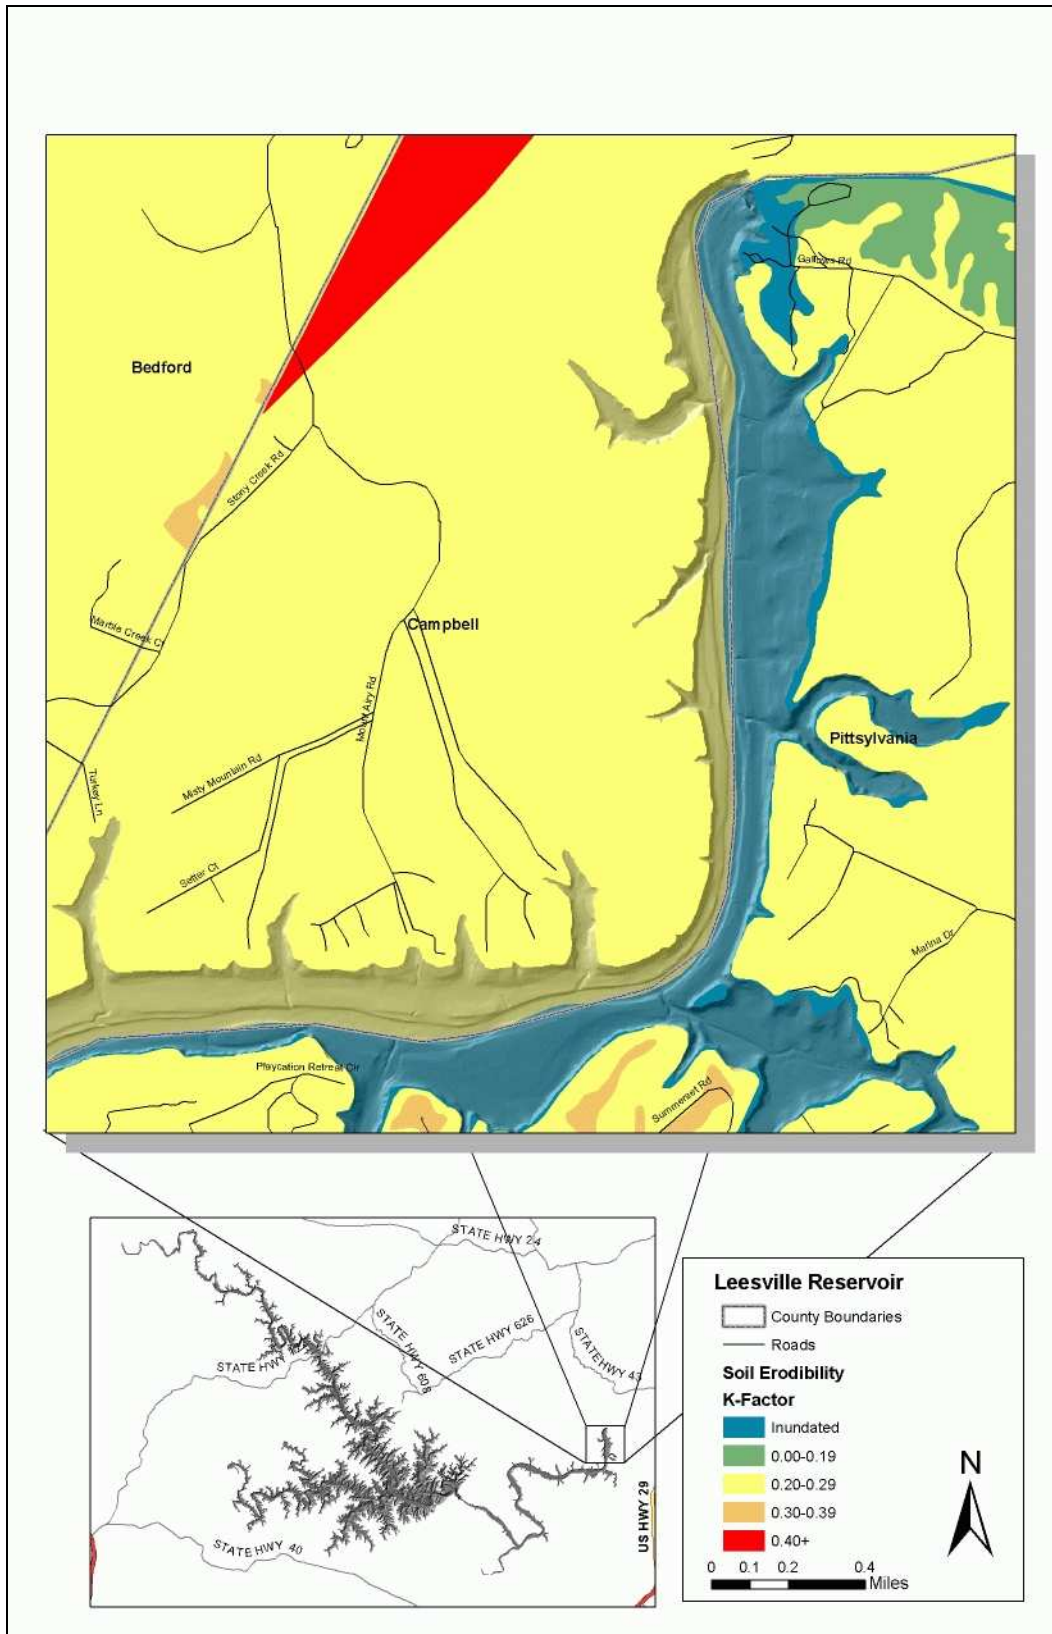 Gallows Rd
Bedford
Stony Creek Rd
Marble Creek Ct
Campbell
Mount Airy Rd
Pittsylvania
Misty Mountain Rd
Turkey Ln
Setter Ct
Marina Dr
Playcation Retreat Cir
Summerset Rd
STATE HWY 24
STATE HWY 626
STATE HWY 608
STATE HWY 43
STATE HWY
US HWY 29
STATE HWY 40
Leesville Reservoir
County Boundaries
Roads
Soil Erodibility
K-Factor
Inundated
0.00-0.19
0.20-0.29
0.30-0.39
0.40+
N
0 0.1 0.2 0.4
Miles